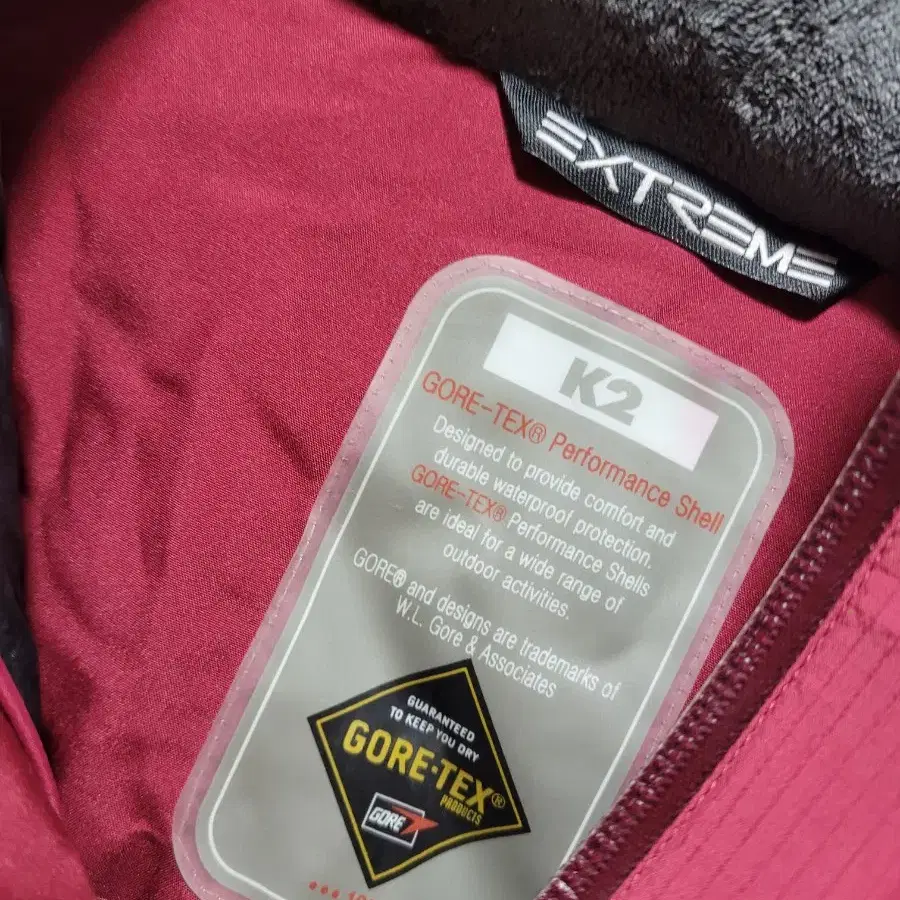 EXTREME
K2
GORE-TEX® Performance Shell
Designed to provide comfort and
durable waterproof protection.
GORE-TEX® Performance Shells
are ideal for a wide range of
outdoor activities.
GORE® and designs are trademarks of
W.L. Gore & Associates
GUARANTEED
TO KEEP YOU DRY
GORE-TEX®
PRODUCTS
GORE